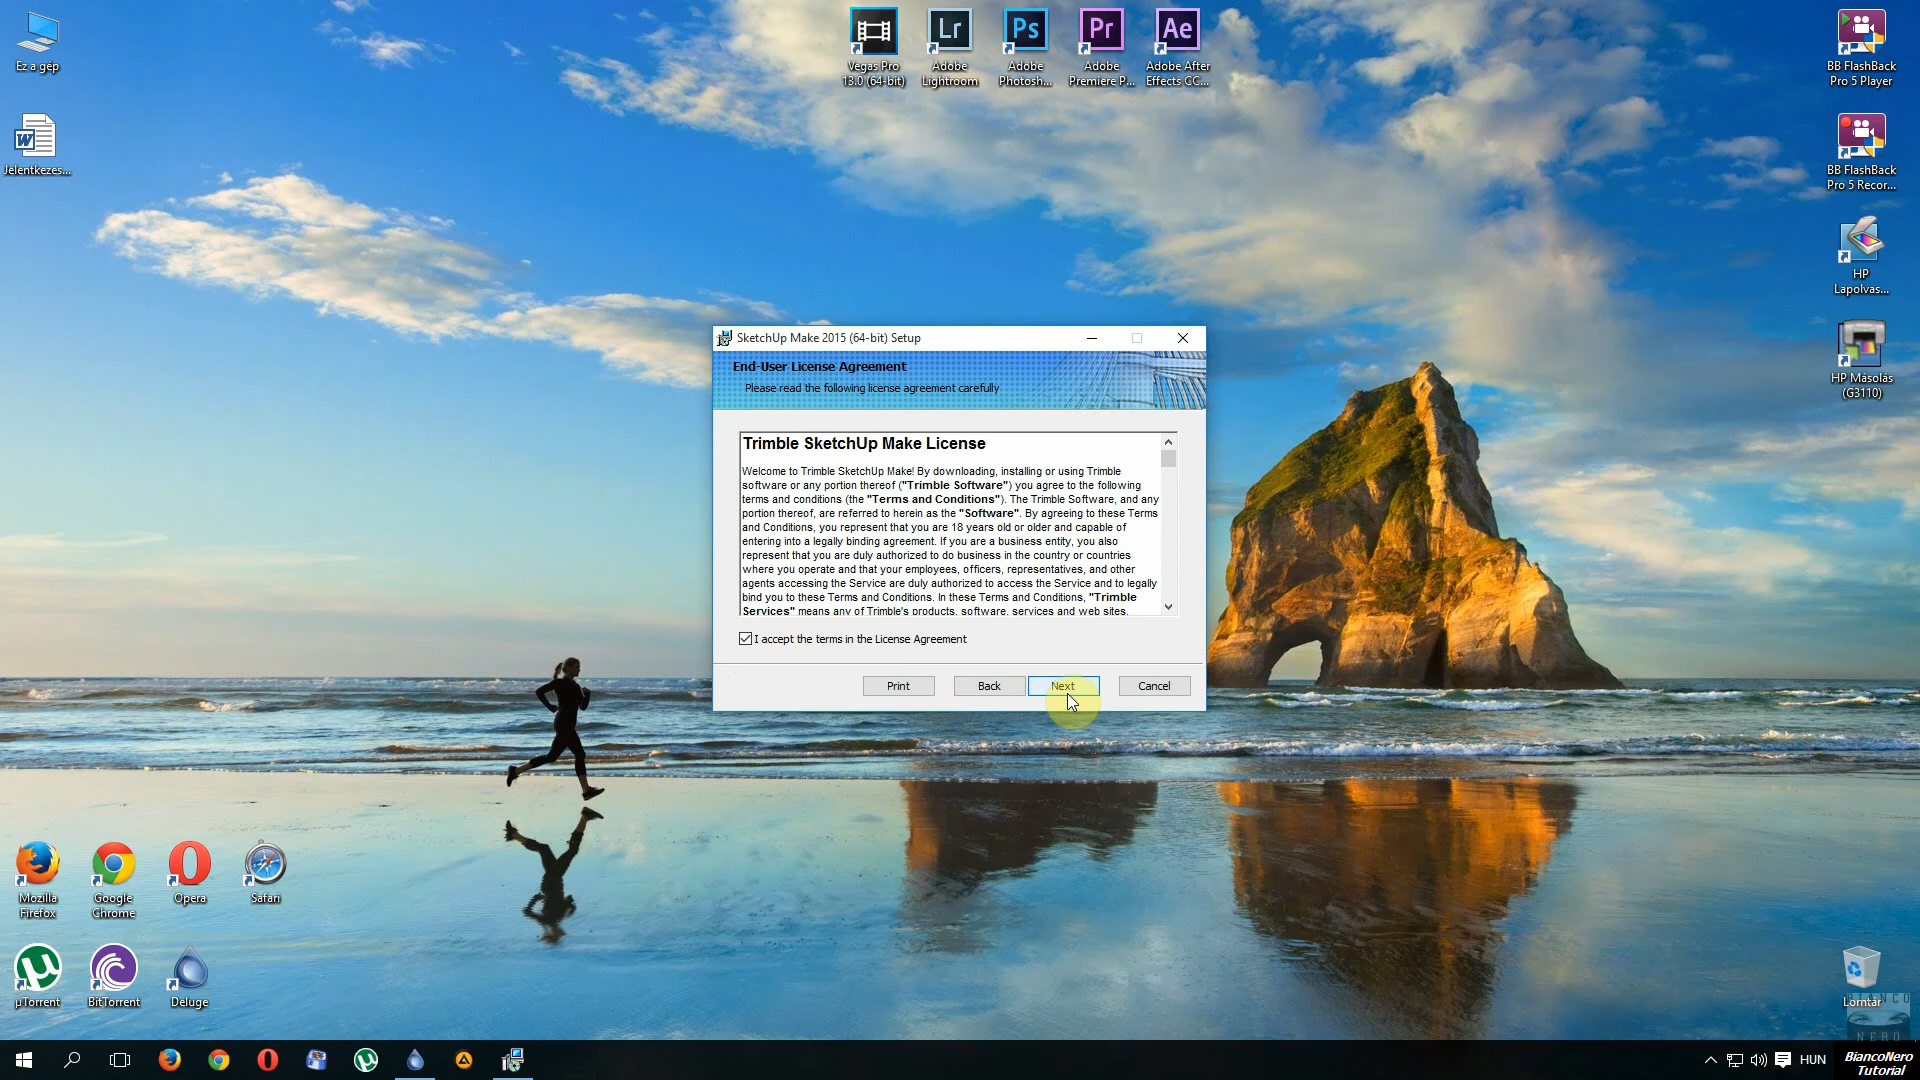 Ez a gép
Jelentkezes...
Vegas Pro
13.0 (64-bit)
Lr
Adobe
Lightroom
Ps
Adobe
Photosh...
Pr
Adobe
Premiere P...
Ae
Adobe After
Effects CC...
BB FlashBack
Pro 5 Player
BB FlashBack
Pro 5 Recor...
HP
Lapolvas...
HP Másolás
(G3110)
SketchUp Make 2015 (64-bit) Setup
End-User License Agreement
Please read the following license agreement carefully
Trimble SketchUp Make License
Welcome to Trimble SketchUp Make! By downloading, installing or using Trimble
software or any portion thereof ("Trimble Software") you agree to the following
terms and conditions (the "Terms and Conditions"). The Trimble Software, and any
portion thereof, are referred to herein as the "Software". By agreeing to these Terms
and Conditions, you represent that you are 18 years old or older and capable of
entering into a legally binding agreement. If you are a business entity, you also
represent that you are duly authorized to do business in the country or countries
where you operate and that your employees, officers, representatives, and other
agents accessing the Service are duly authorized to access the Service and to legally
bind you to these Terms and Conditions. In these Terms and Conditions, "Trimble
Services" means any of Trimble's products, software, services and web sites.
I accept the terms in the License Agreement
Print
Back
Next
Cancel
Mozilla
Firefox
Google
Chrome
Opera
Safari
µTorrent
BitTorrent
Deluge
Lomtár
BIANCO
NERO
HUN
BiancoNero
Tutorial